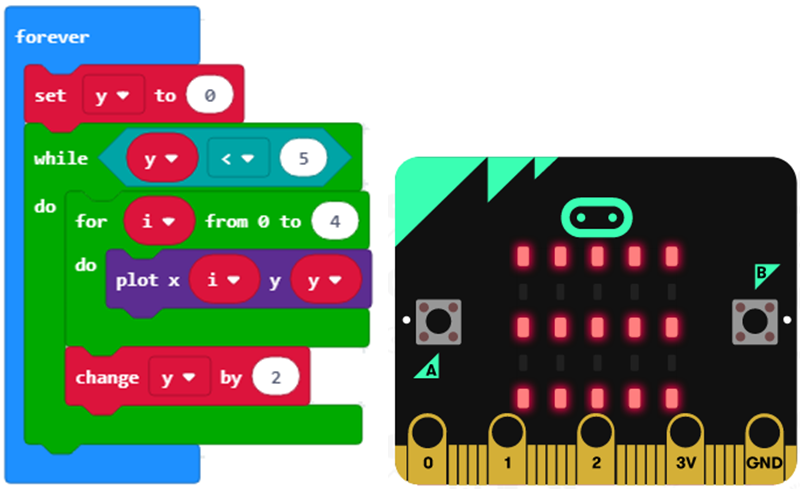 forever
set y to 0
while y < 5
do for i from 0 to 4
do plot x i y y
change y by 2
B
A
0 1 2 3V GND